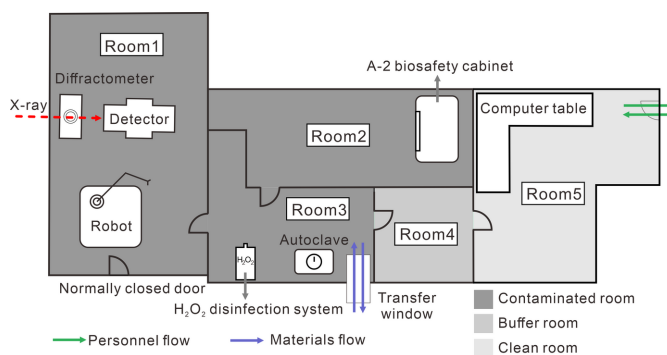 Room1
Diffractometer
X-ray
Detector
A-2 biosafety cabinet
Computer table
Room2
Room5
Robot
Room3
Autoclave
Room4
H₂O₂
Normally closed door
H₂O₂ disinfection system
Transfer
window
Contaminated room
Buffer room
Clean room
Personnel flow
Materials flow